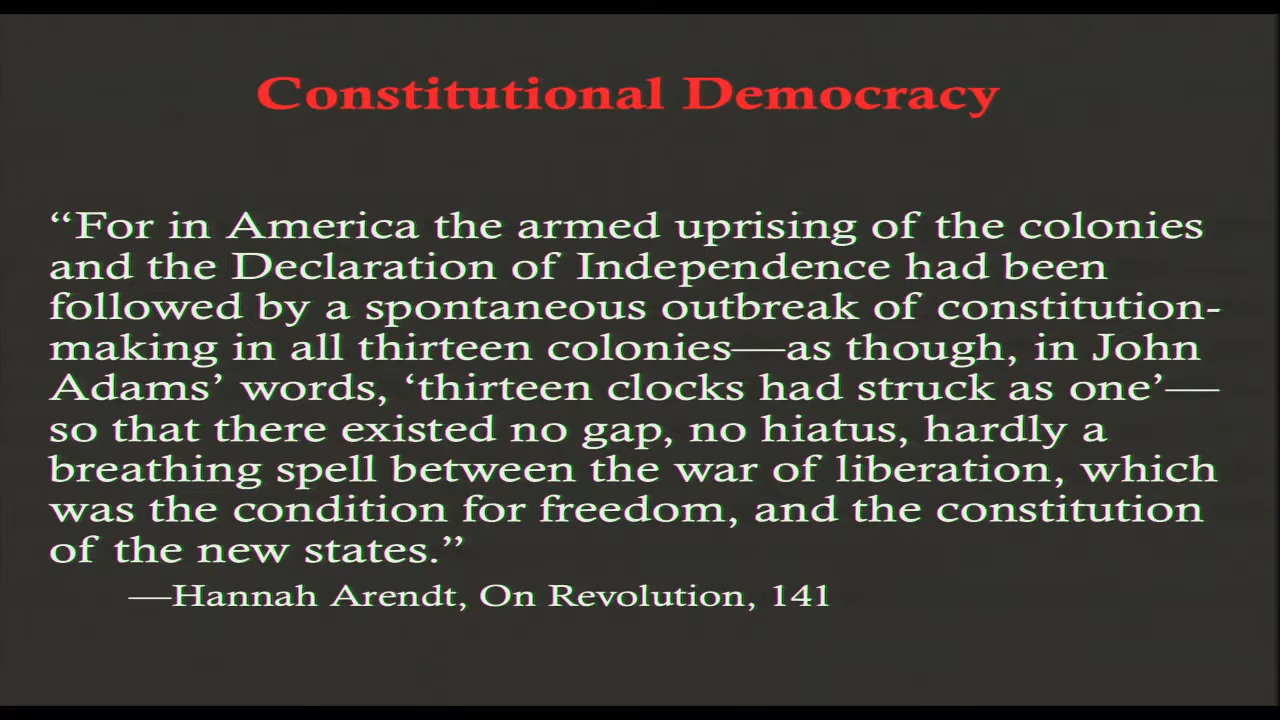 Constitutional Democracy
“For in America the armed uprising of the colonies
and the Declaration of Independence had been
followed by a spontaneous outbreak of constitution-
making in all thirteen colonies—as though, in John
Adams’ words, ‘thirteen clocks had struck as one’—
so that there existed no gap, no hiatus, hardly a
breathing spell between the war of liberation, which
was the condition for freedom, and the constitution
of the new states.”
—Hannah Arendt, On Revolution, 141